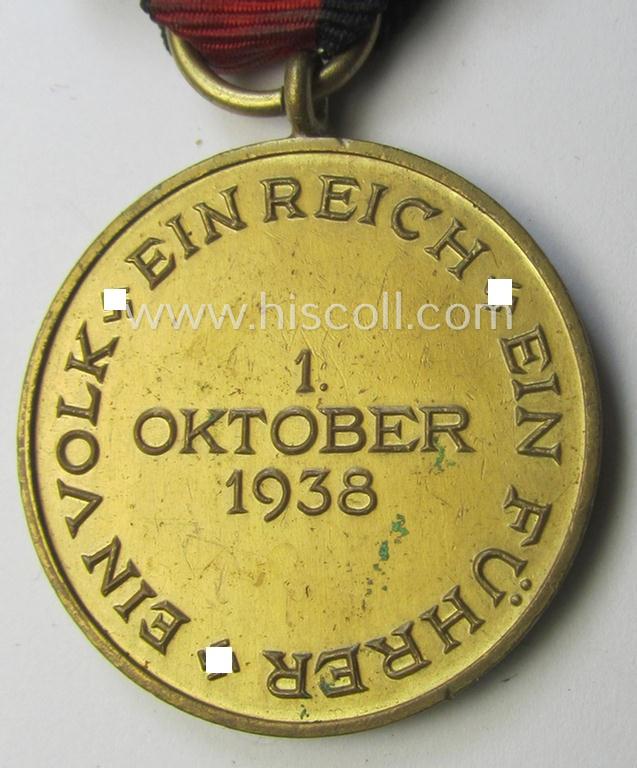 EIN VOLK EIN REICH EIN FÜHRER
1.
OKTOBER
1938
www.hiscoll.com